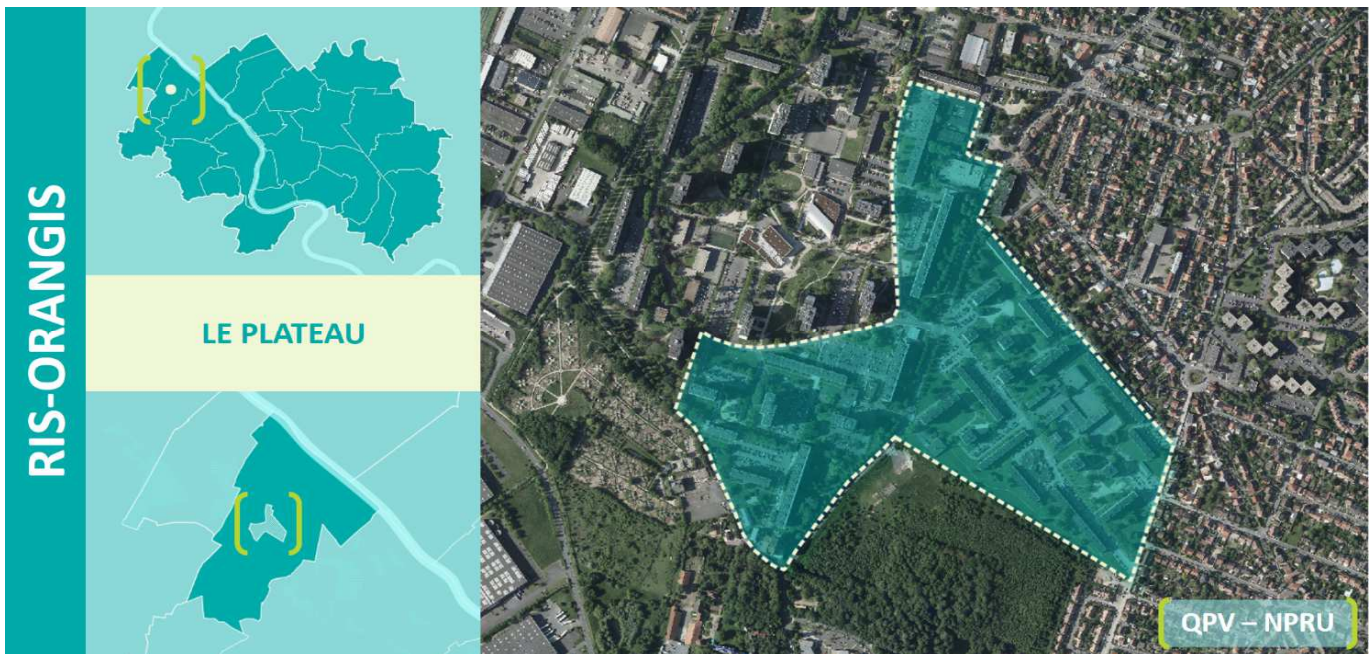 RIS-ORANGIS
LE PLATEAU
QPV – NPRU